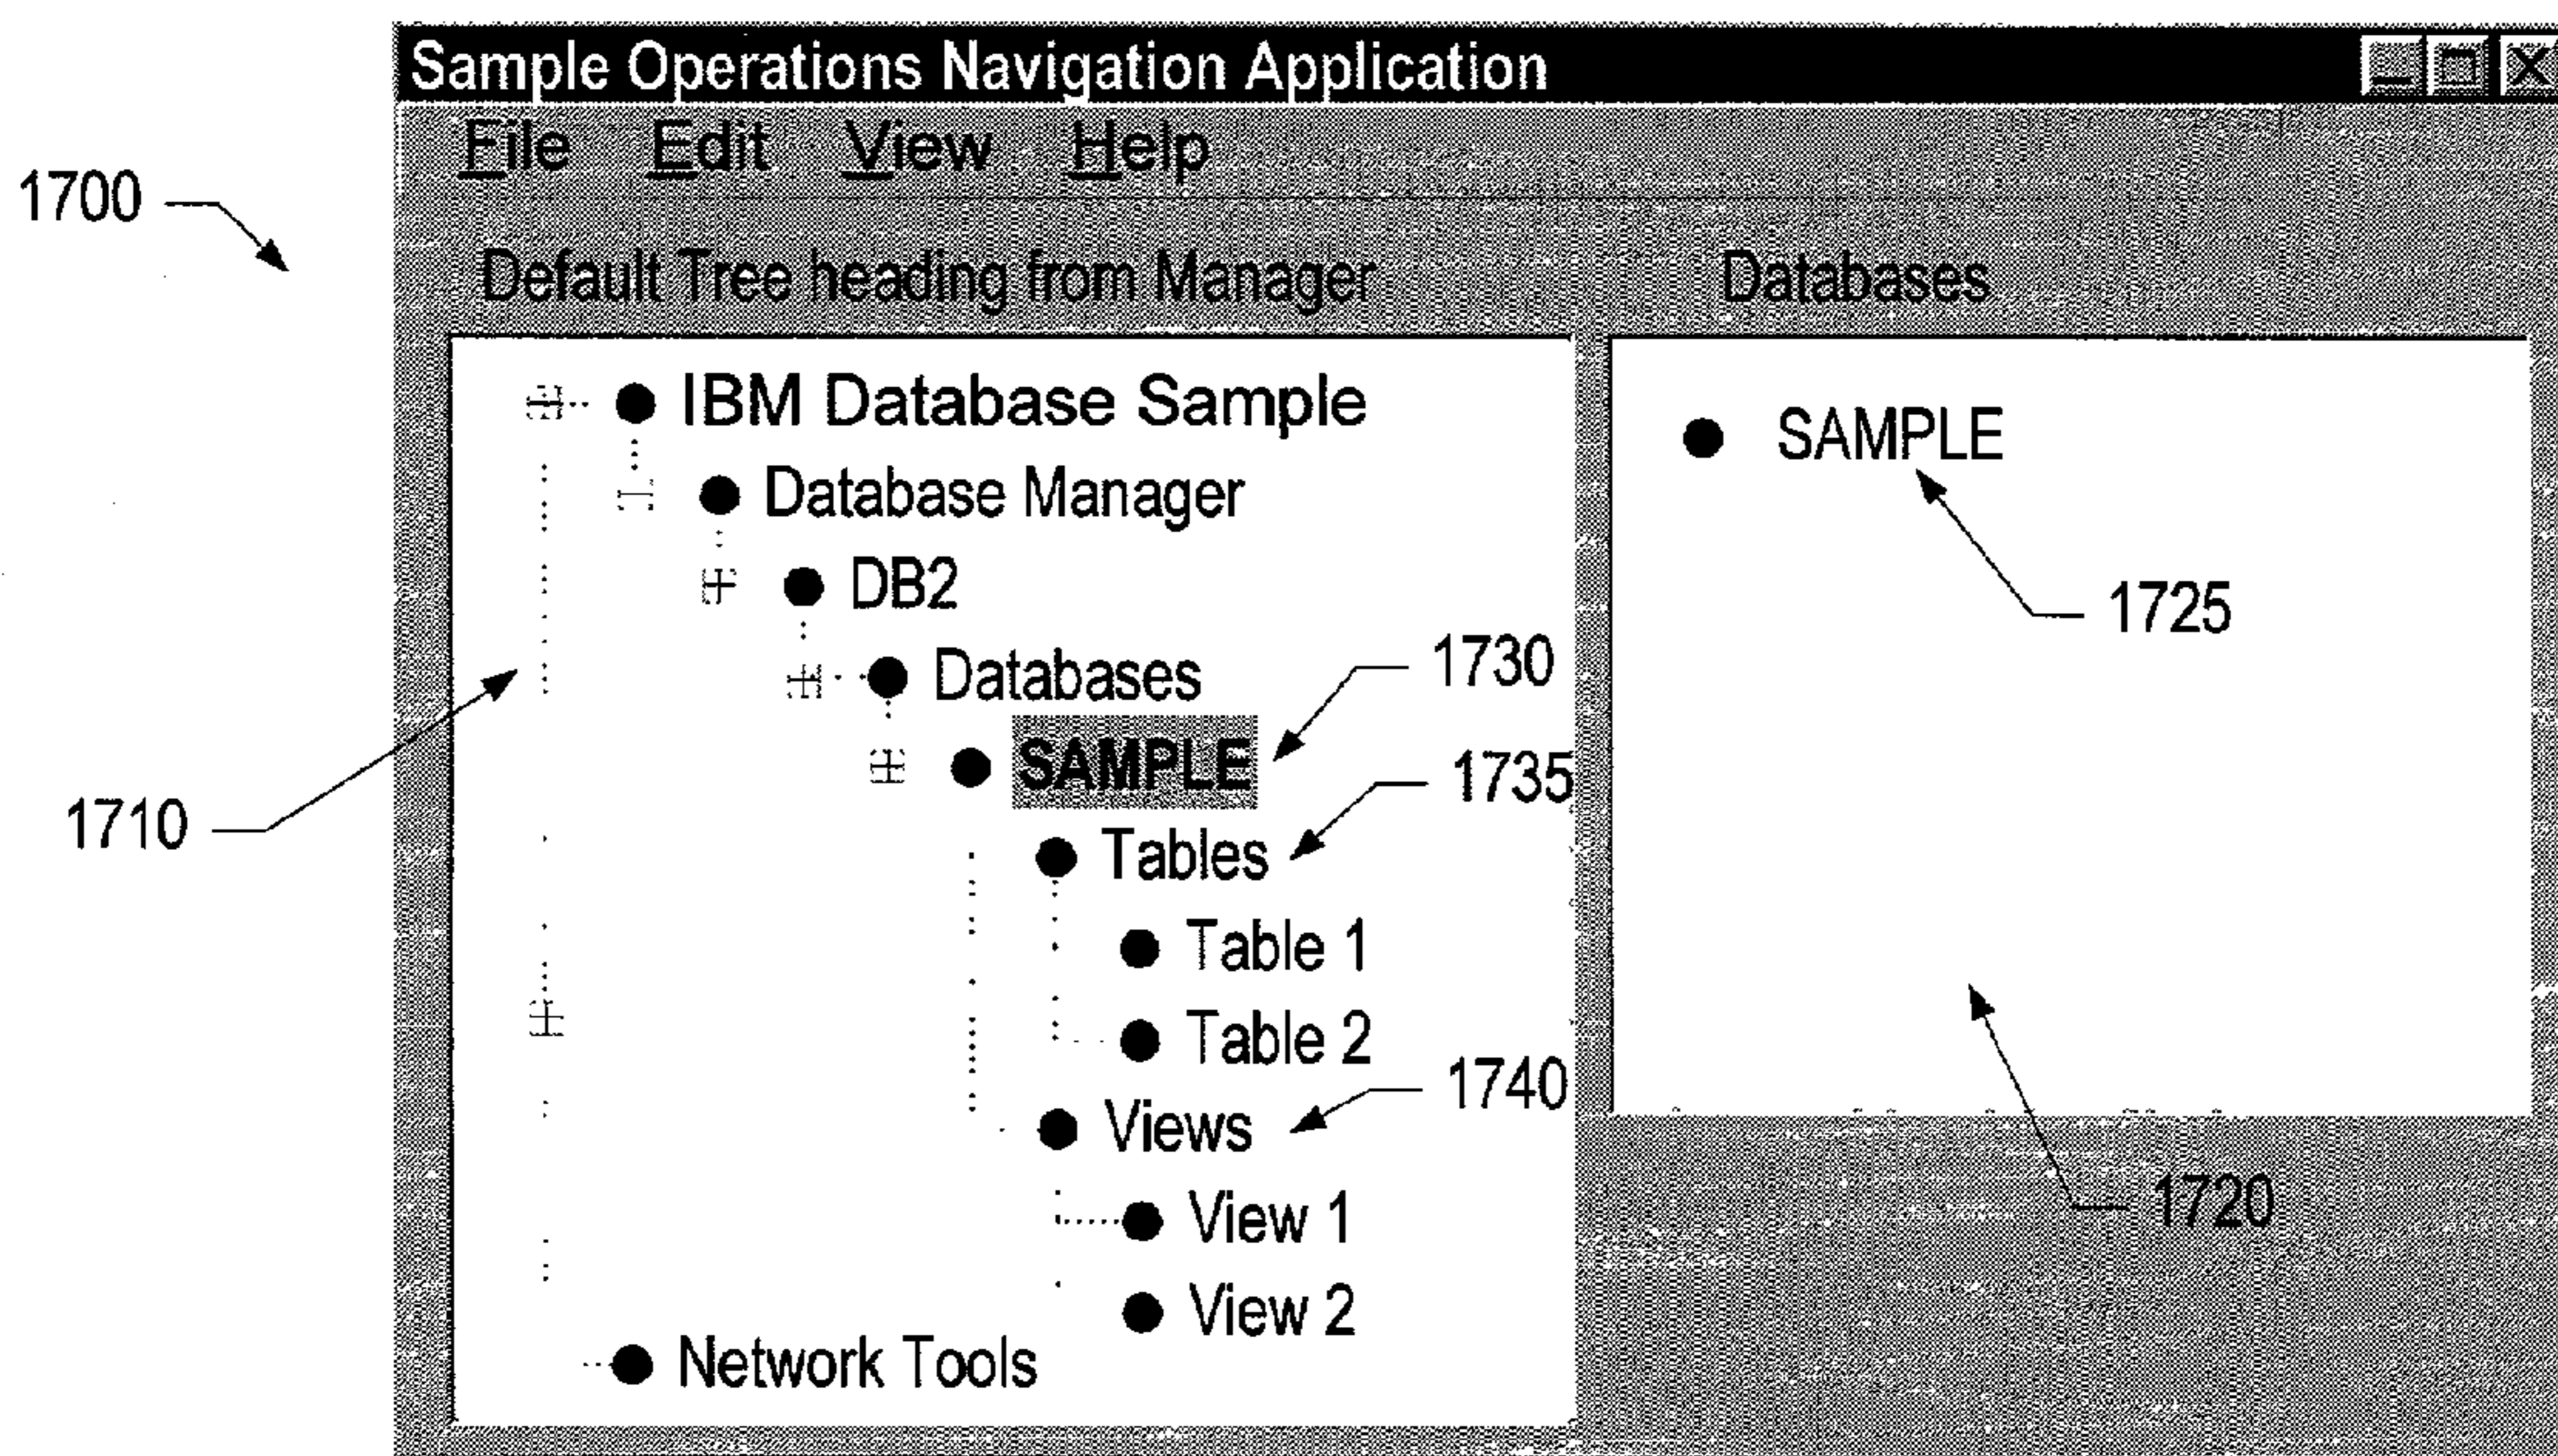 Sample Operations Navigation Application
File Edit View Help
1700
Default Tree heading from Manager
Databases
IBM Database Sample
SAMPLE
Database Manager
DB2
1725
Databases
1730
SAMPLE
1735
1710
Tables
Table 1
Table 2
1740
Views
1720
View 1
View 2
Network Tools